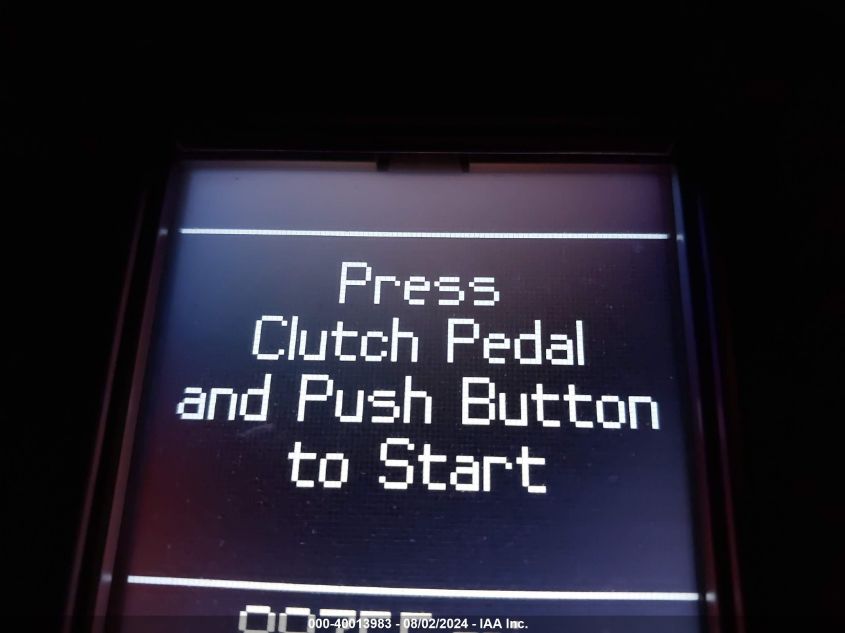 Press
Clutch Pedal
and Push Button
to Start
000-40013983 - 08/02/2024 - IAA Inc.